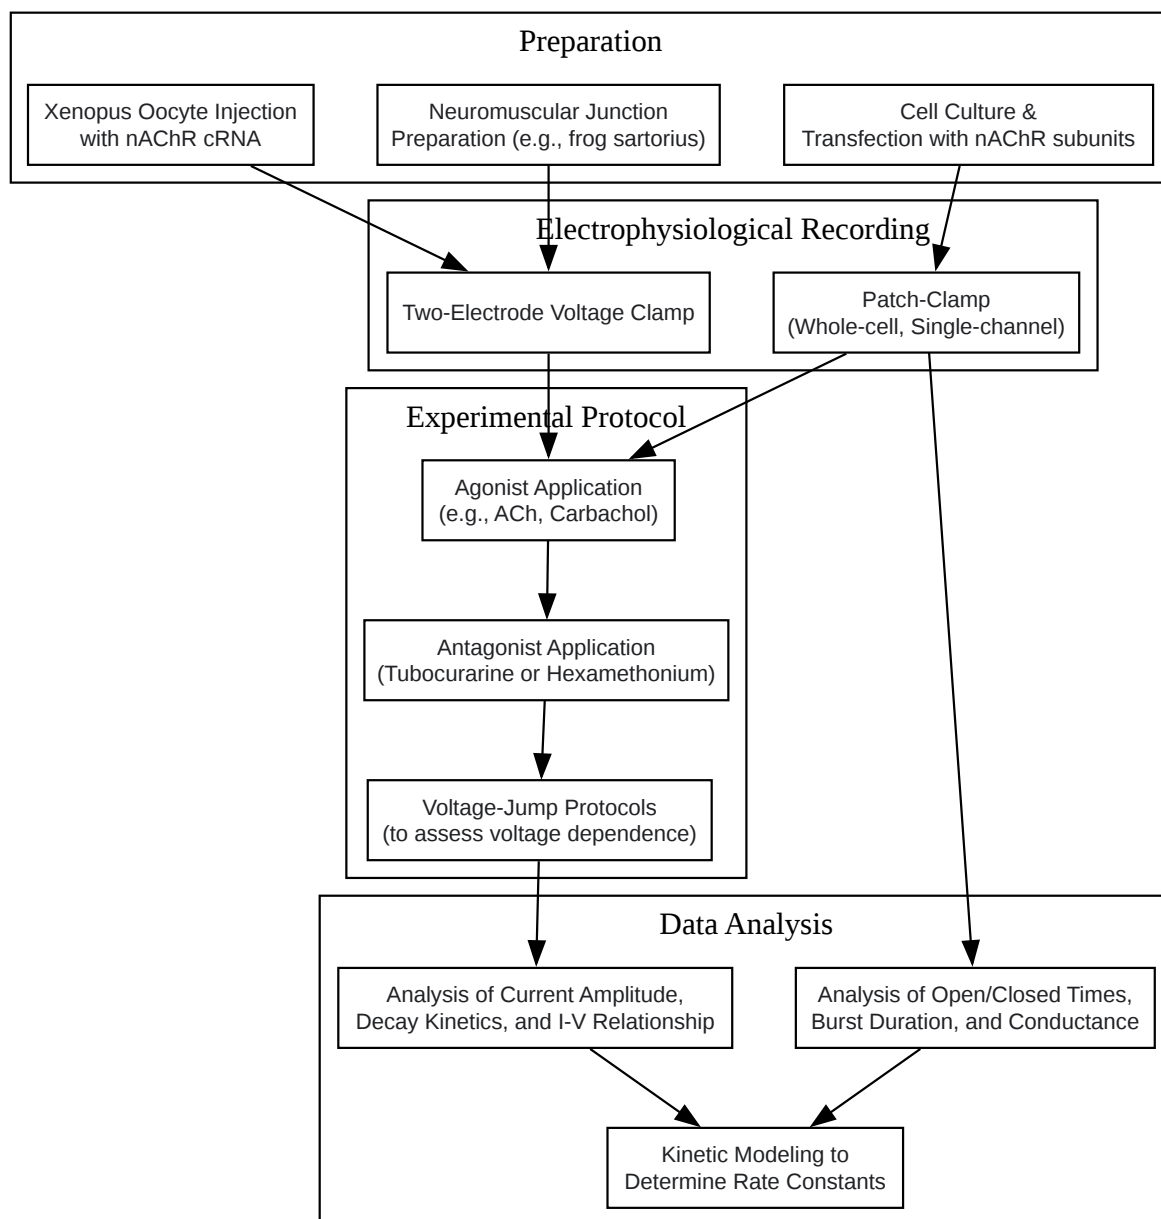 Preparation
Xenopus Oocyte Injection
with nAChR cRNA
Neuromuscular Junction
Preparation (e.g., frog sartorius)
Cell Culture &
Transfection with nAChR subunits
Electrophysiological Recording
Two-Electrode Voltage Clamp
Patch-Clamp
(Whole-cell, Single-channel)
Experimental Protocol
Agonist Application
(e.g., ACh, Carbachol)
Antagonist Application
(Tubocurarine or Hexamethonium)
Voltage-Jump Protocols
(to assess voltage dependence)
Data Analysis
Analysis of Current Amplitude,
Decay Kinetics, and I-V Relationship
Analysis of Open/Closed Times,
Burst Duration, and Conductance
Kinetic Modeling to
Determine Rate Constants